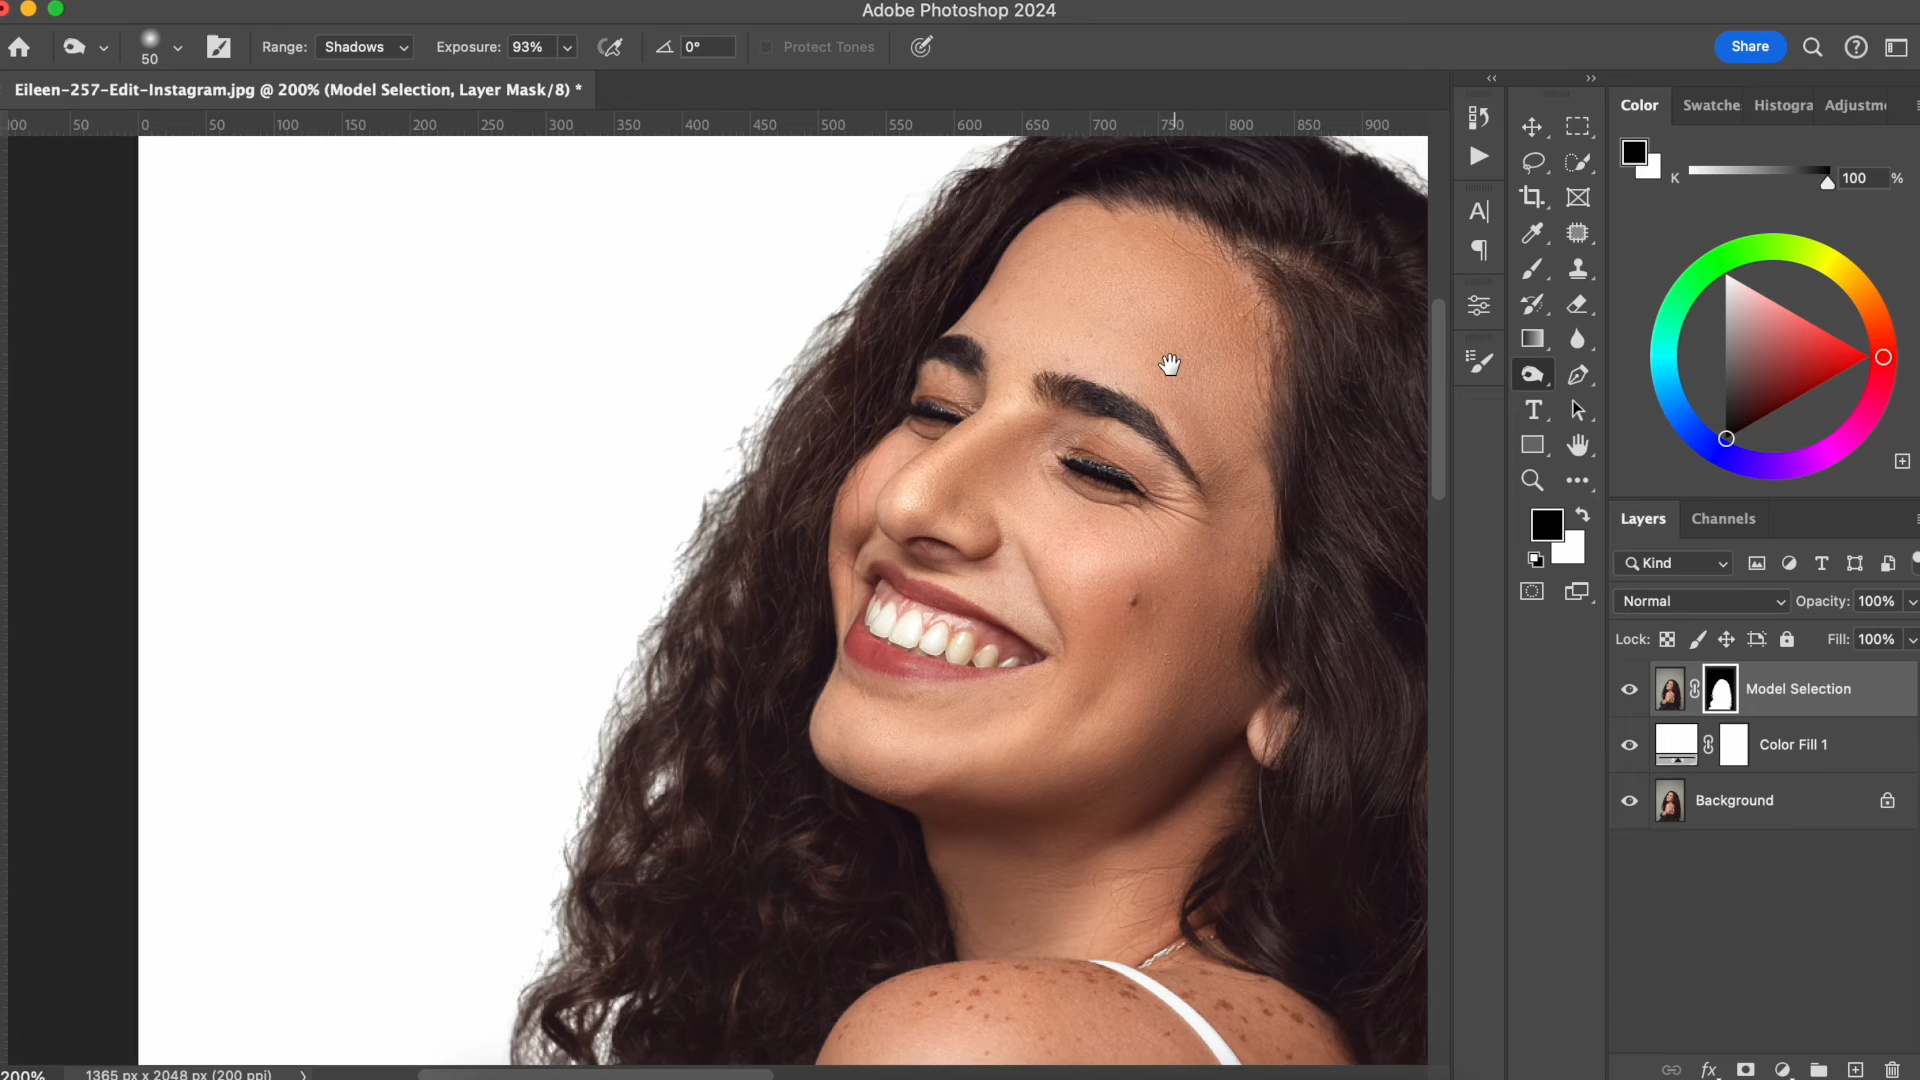 Adobe Photoshop 2024
50
Range: Shadows
Exposure: 93%
0°
Protect Tones
Share
Eileen-257-Edit-Instagram.jpg @ 200% (Model Selection, Layer Mask/8) *
00 50 0 50 100 150 200 250 300 350 400 450 500 550 600 650 700 750 800 850 900
Color Swatche Histogra Adjustm
K 100 %
Layers Channels
Kind
Normal Opacity: 100%
Lock: Fill: 100%
Model Selection
Color Fill 1
Background
200% 1365 px x 2048 px (200 ppi)